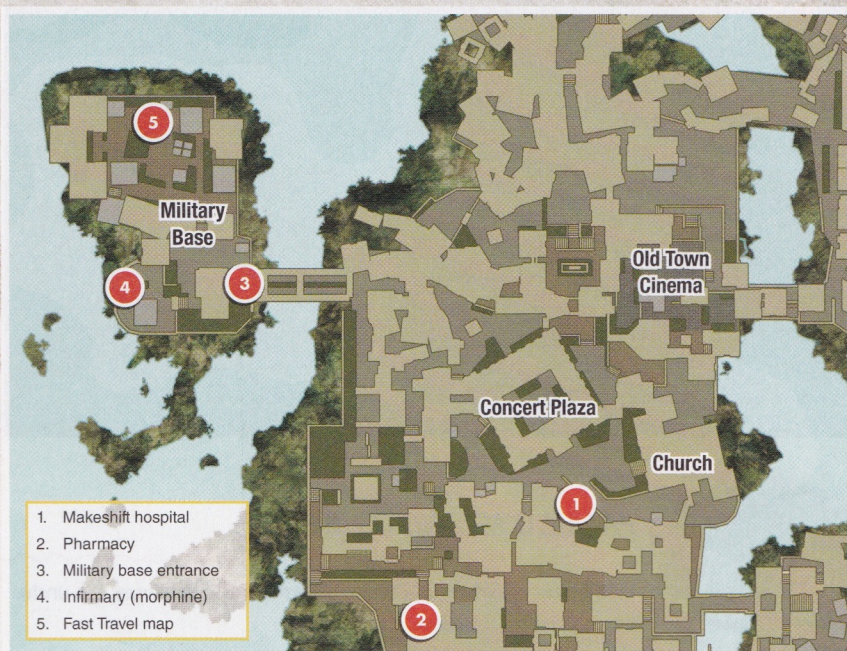 5
Military
Base
4
3
Old Town
Cinema
Concert Plaza
Church
1
2
1. Makeshift hospital
2. Pharmacy
3. Military base entrance
4. Infirmary (morphine)
5. Fast Travel map